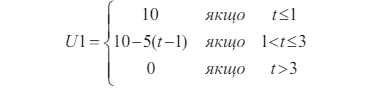 10 якщо t≤1
U1= 10−5(t−1) якщо 1<t≤3
0 якщо t>3